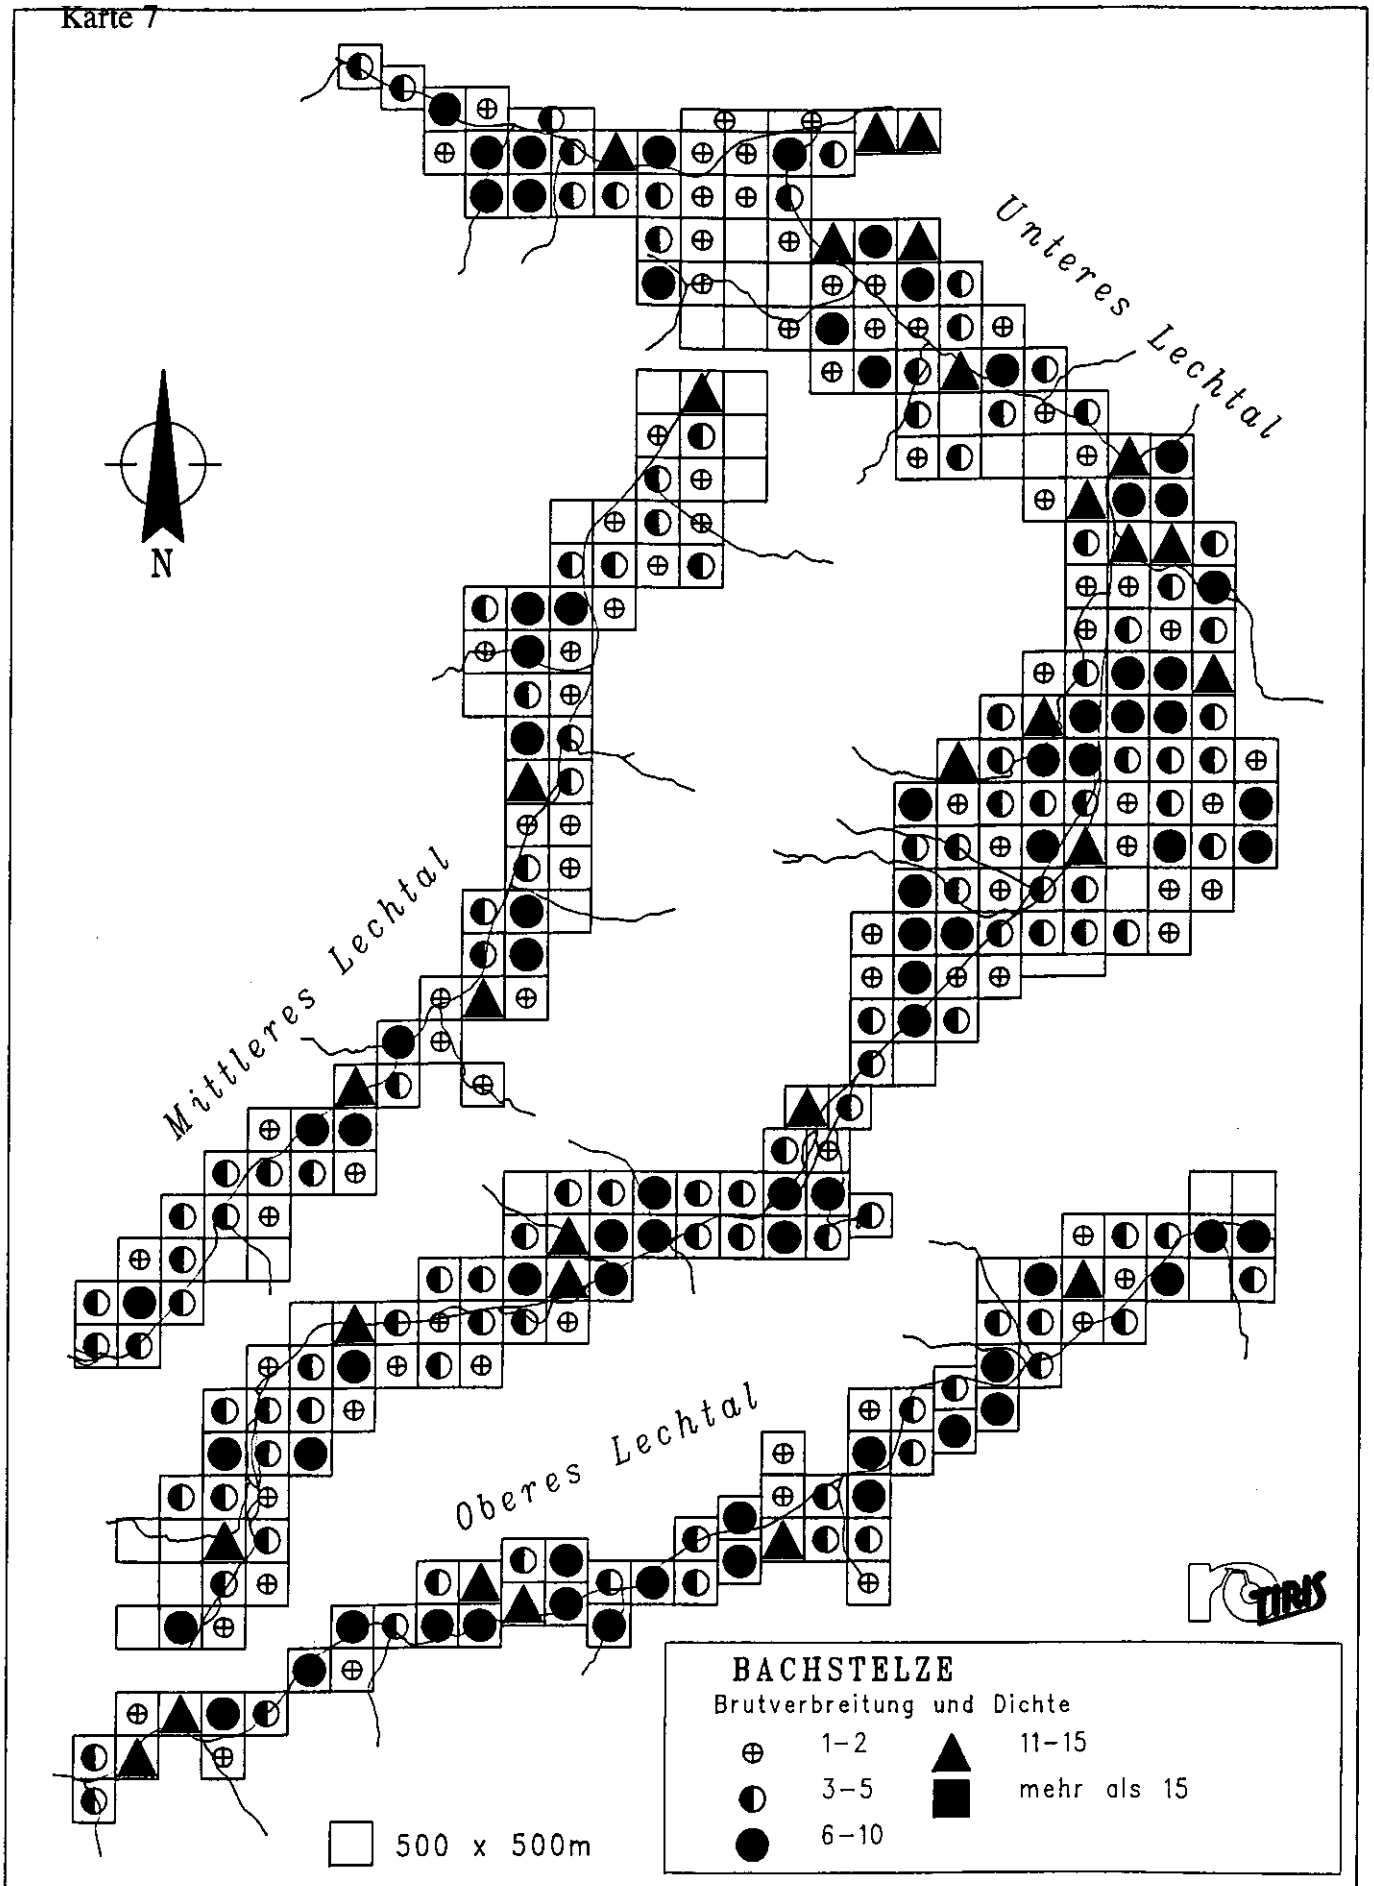 Karte 7
Unteres Lechtal
N
Mittleres Lechtal
Oberes Lechtal
TIRIS
BACHSTELZE
Brutverbreitung und Dichte
1-2
11-15
3-5
mehr als 15
6-10
500 x 500m